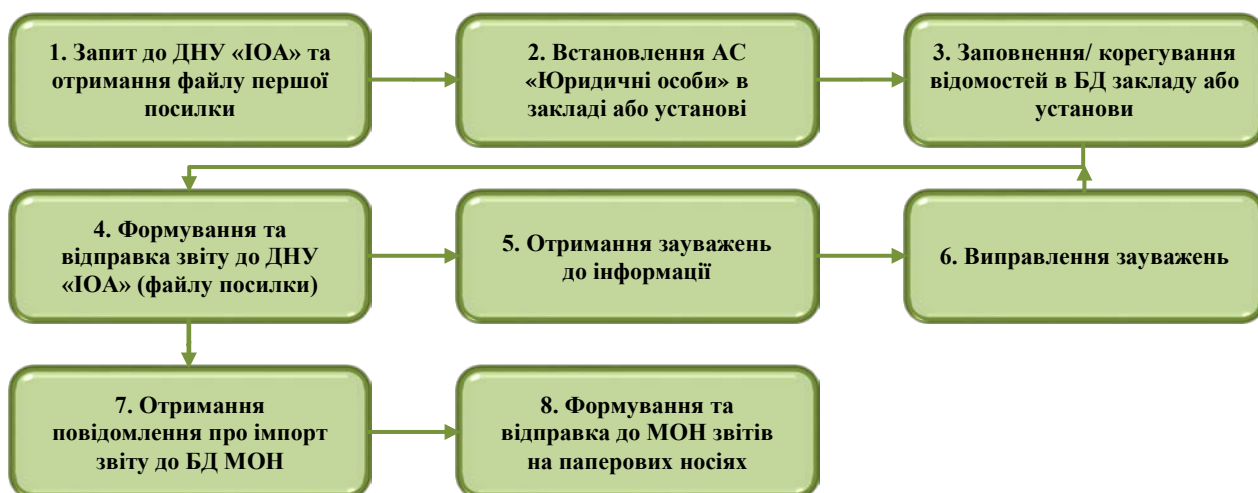 1. Запит до ДНУ «ІОА» та
отримання файлу першої
посилки
2. Встановлення АС
«Юридичні особи» в
закладі або установі
3. Заповнення/ корегування
відомостей в БД закладу або
установи
4. Формування та
відправка звіту до ДНУ
«ІОА» (файлу посилки)
5. Отримання зауважень
до інформації
6. Виправлення зауважень
7. Отримання
повідомлення про імпорт
звіту до БД МОН
8. Формування та
відправка до МОН звітів
на паперових носіях